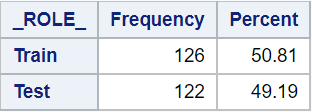 _ROLE_ Frequency Percent
Train 126 50.81
Test 122 49.19